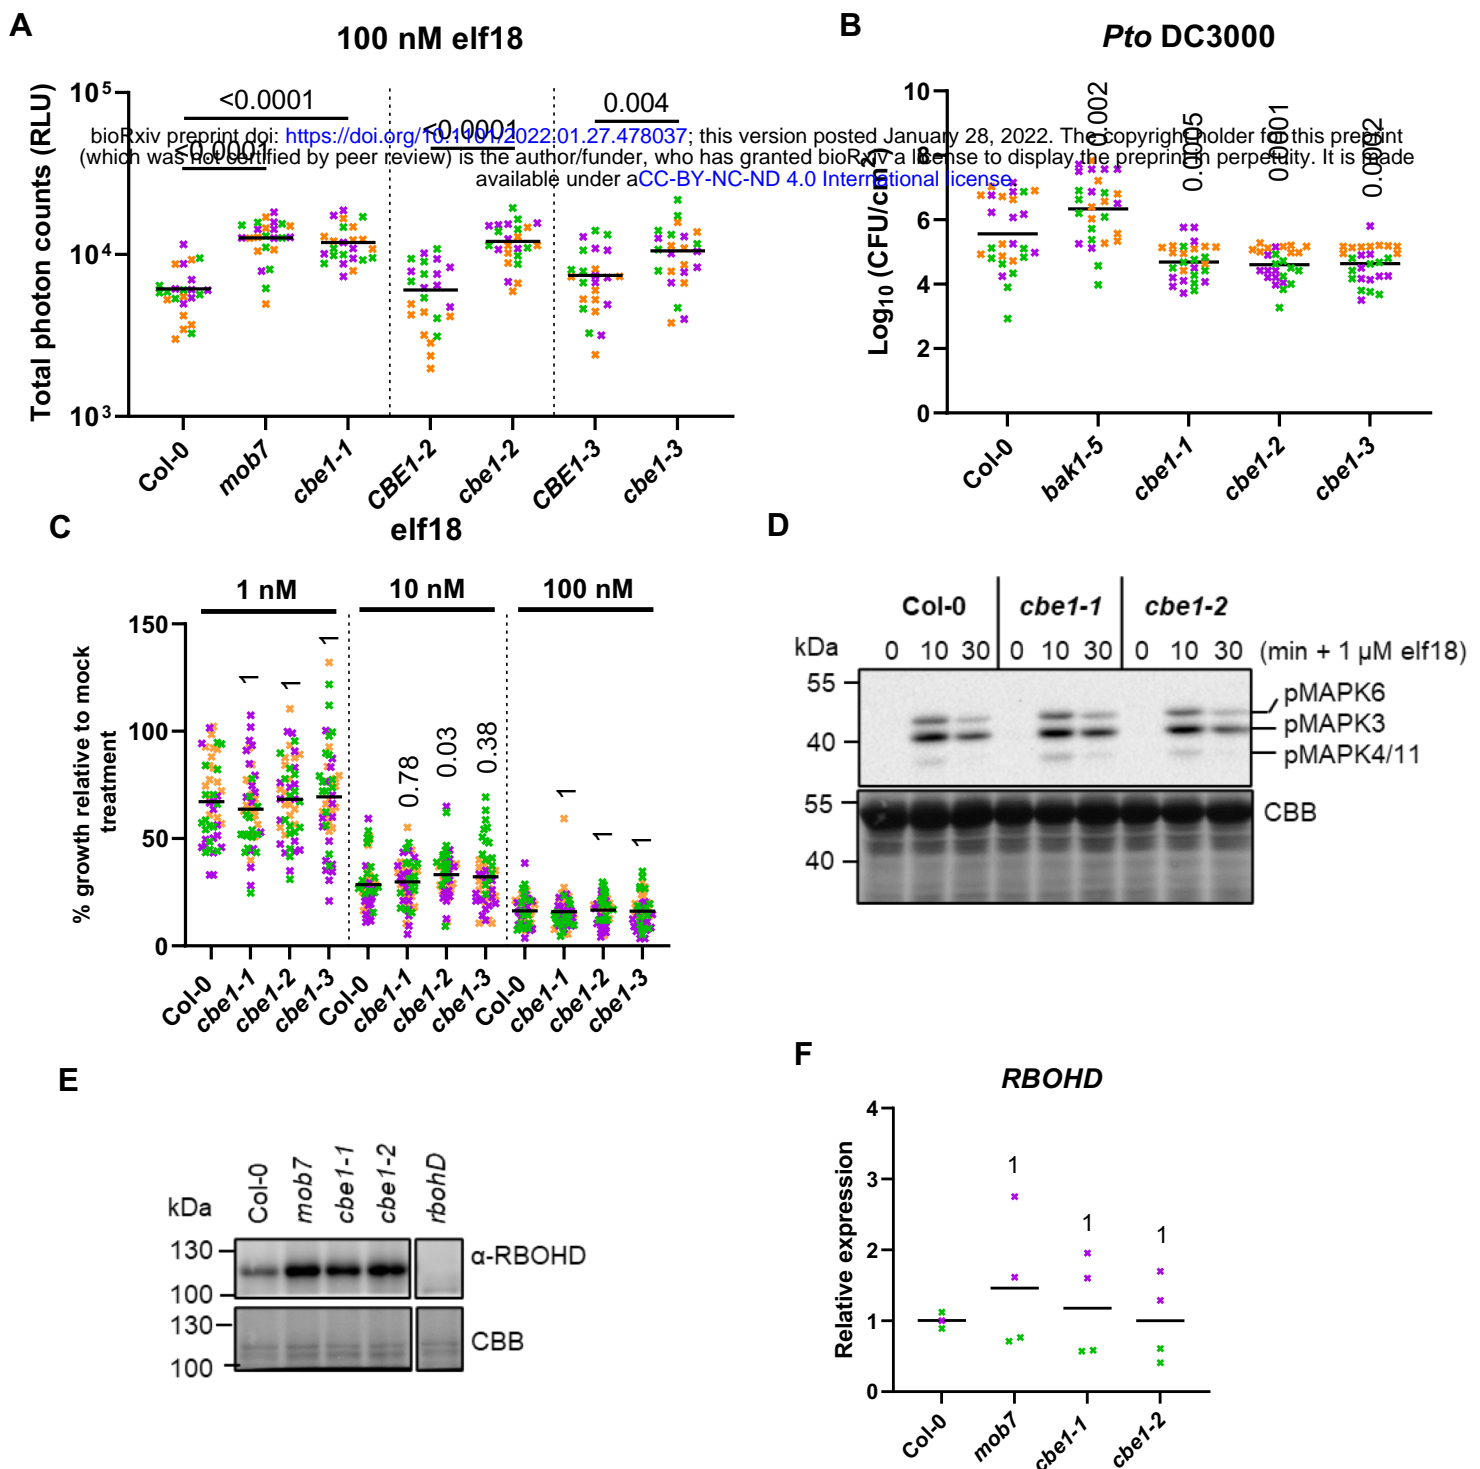 A
100 nM elf18
Total photon counts (RLU)
10⁵
10⁴
10³
<0.0001
<0.0001
<0.0001
0.004
Col-0
mob7
cbe1-1
CBE1-2
cbe1-2
CBE1-3
cbe1-3
bioRxiv preprint doi: https://doi.org/10.1101/2022.01.27.478037; this version posted January 28, 2022. The copyright holder for this preprint
(which was not certified by peer review) is the author/funder, who has granted bioRxiv a license to display the preprint in perpetuity. It is made
available under aCC-BY-NC-ND 4.0 International license.
B
Pto DC3000
Log₁₀ (CFU/cm²)
10
8
6
4
2
0
0.002
0.0005
0.0001
0.0002
Col-0
bak1-5
cbe1-1
cbe1-2
cbe1-3
C
elf18
1 nM
10 nM
100 nM
% growth relative to mock
treatment
150
100
50
0
1
1
1
0.78
0.03
0.38
1
1
1
Col-0
cbe1-1
cbe1-2
cbe1-3
Col-0
cbe1-1
cbe1-2
cbe1-3
Col-0
cbe1-1
cbe1-2
cbe1-3
D
Col-0 cbe1-1 cbe1-2
kDa 0 10 30 0 10 30 0 10 30 (min + 1 µM elf18)
55
40
pMAPK6
pMAPK3
pMAPK4/11
55
40
CBB
E
kDa
Col-0
mob7
cbe1-1
cbe1-2
rbohD
130
100
α-RBOHD
130
100
CBB
F
RBOHD
Relative expression
4
3
2
1
0
1
1
1
Col-0
mob7
cbe1-1
cbe1-2